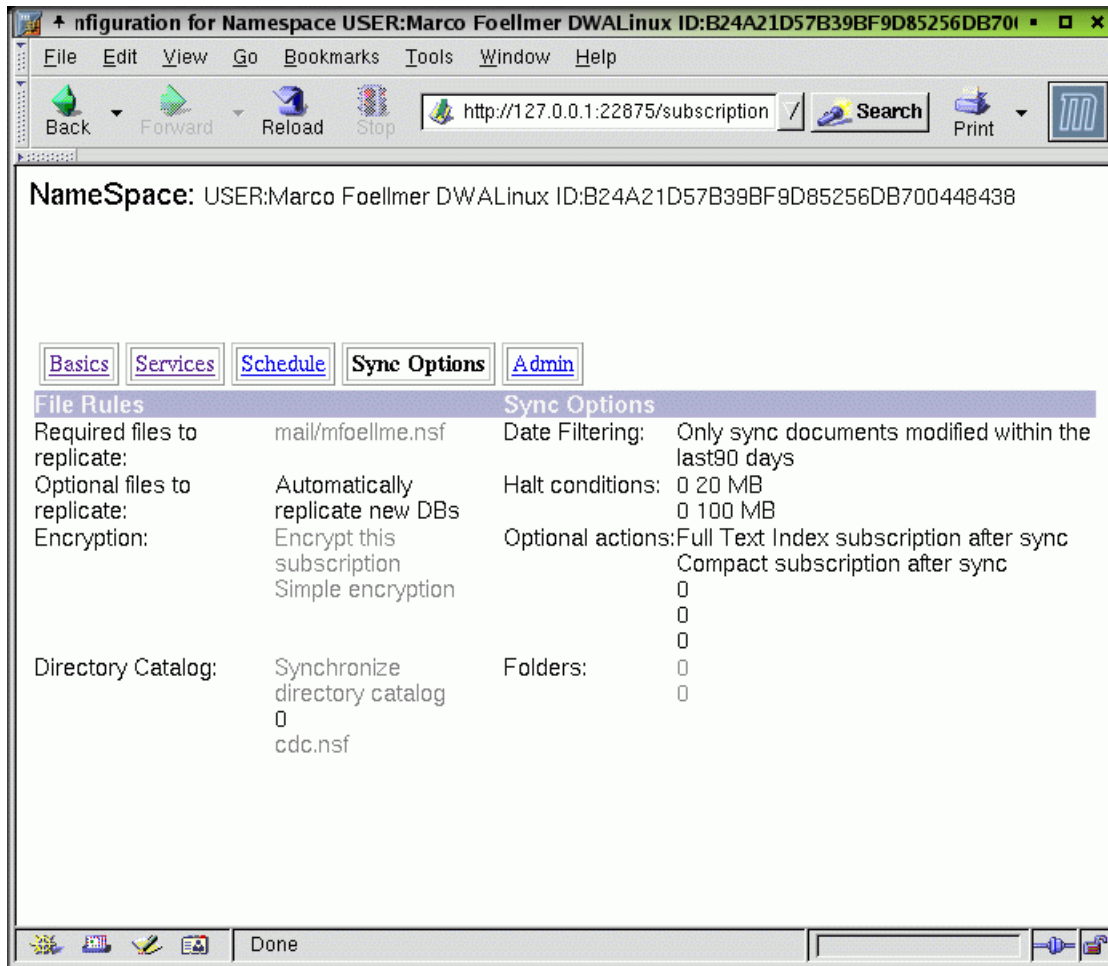 nfiguration for Namespace USER:Marco Foellmer DWALinux ID:B24A21D57B39BF9D85256DB70
File Edit View Go Bookmarks Tools Window Help
Back Forward Reload Stop http://127.0.0.1:22875/subscription Search Print
NameSpace: USER:Marco Foellmer DWALinux ID:B24A21D57B39BF9D85256DB700448438
Basics Services Schedule Sync Options Admin
File Rules Sync Options
Required files to replicate: mail/mfoellme.nsf
Date Filtering: Only sync documents modified within the
last90 days
Optional files to replicate: Automatically
replicate new DBs
Halt conditions: 0 20 MB
0 100 MB
Encryption: Encrypt this
subscription
Simple encryption
Optional actions:Full Text Index subscription after sync
Compact subscription after sync
0
0
0
Directory Catalog: Synchronize
directory catalog
0
cdc.nsf
Folders: 0
0
Done